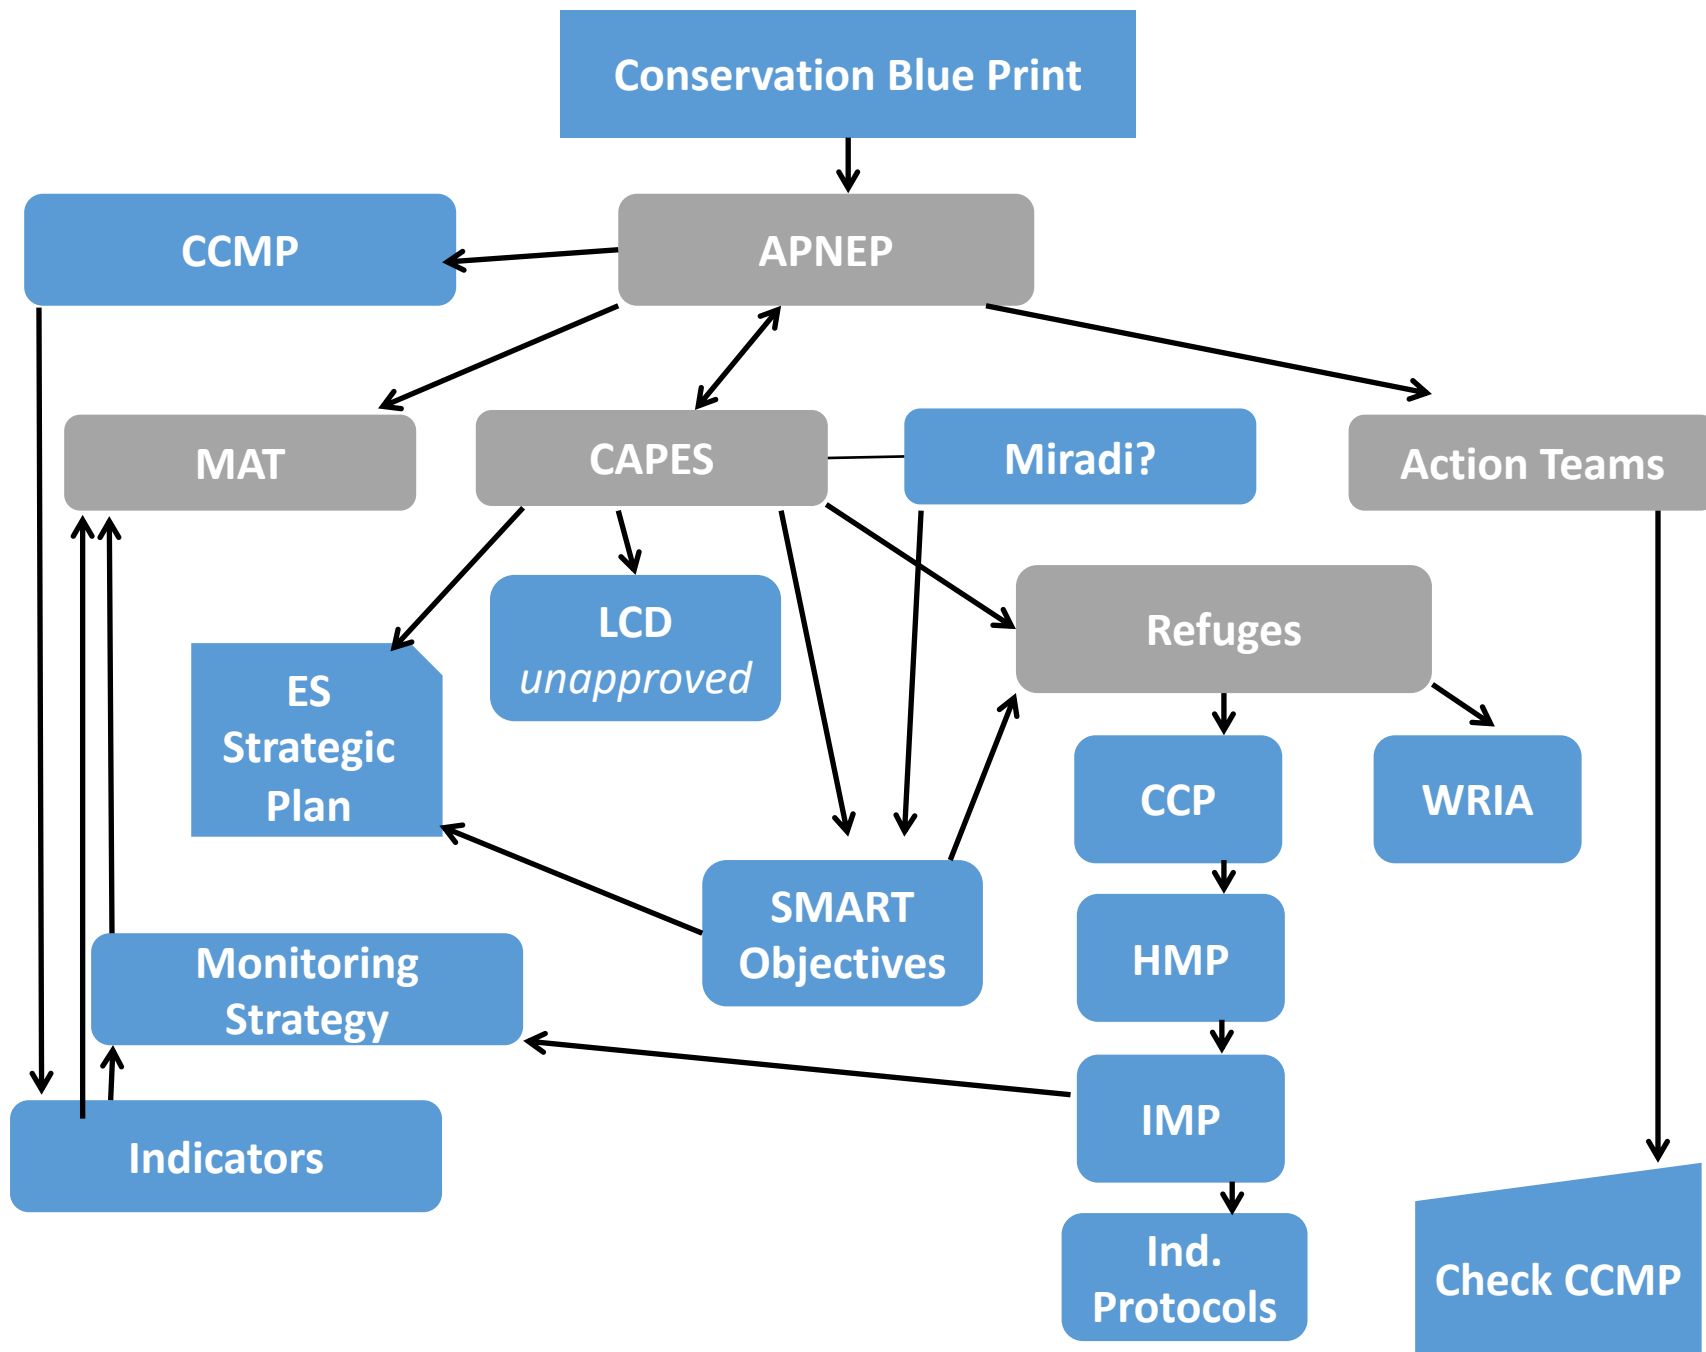 Conservation Blue Print
CCMP
APNEP
MAT
CAPES
Miradi?
Action Teams
LCD
unapproved
Refuges
ES
Strategic
Plan
CCP
WRIA
SMART
Objectives
HMP
Monitoring
Strategy
IMP
Indicators
Ind.
Protocols
Check CCMP